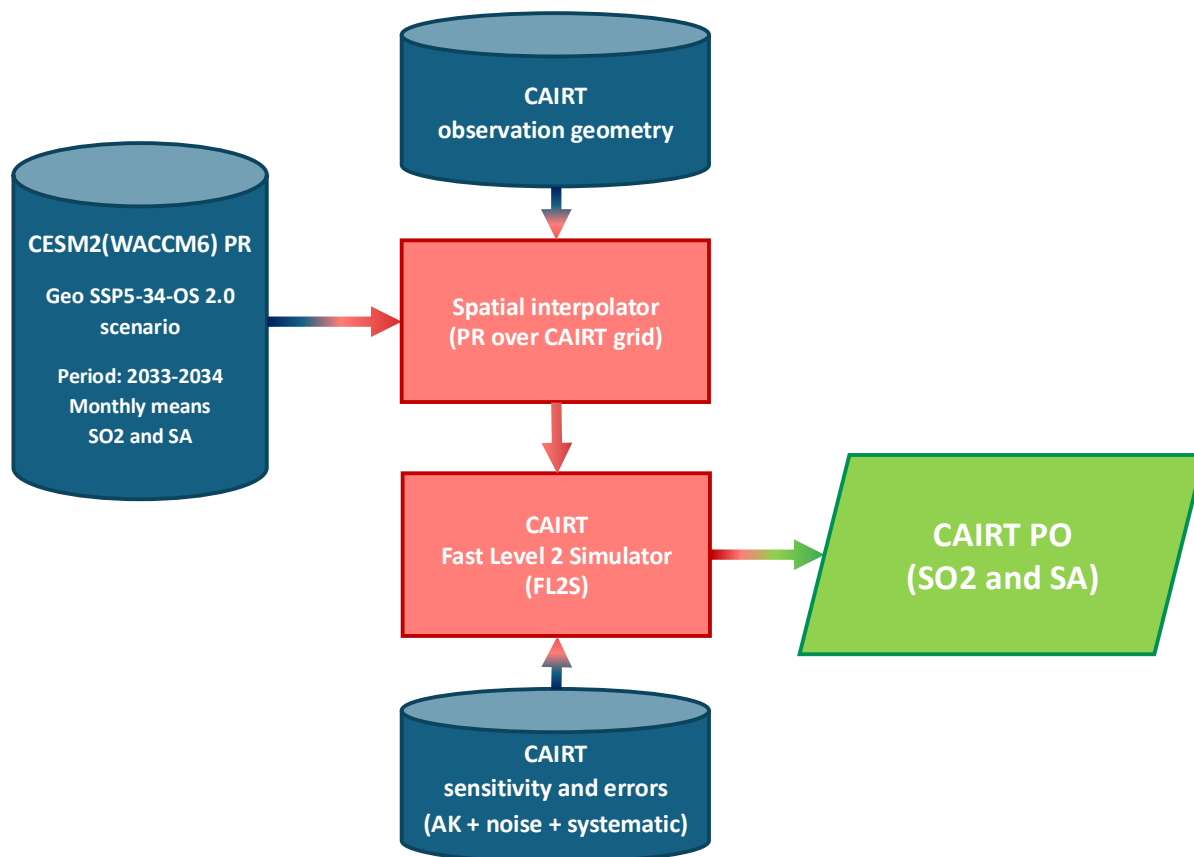 CAIRT
observation geometry
CESM2(WACCM6) PR
Geo SSP5-34-OS 2.0
scenario
Period: 2033-2034
Monthly means
SO2 and SA
Spatial interpolator
(PR over CAIRT grid)
CAIRT
Fast Level 2 Simulator
(FL2S)
CAIRT PO
(SO2 and SA)
CAIRT
sensitivity and errors
(AK + noise + systematic)